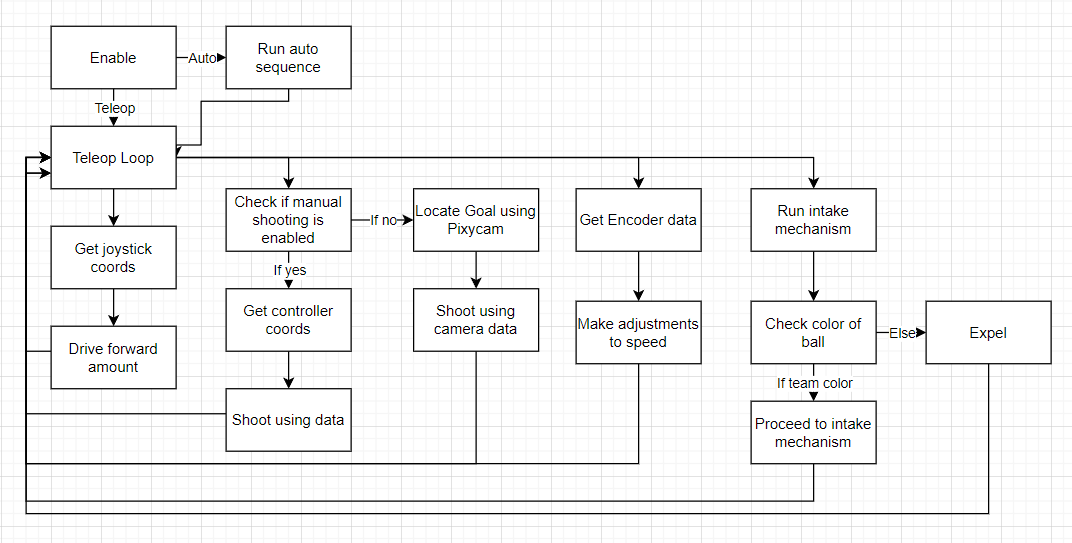 Enable
Auto
Run auto
sequence
Teleop
Teleop Loop
Check if manual
shooting is
enabled
If no
Locate Goal using
Pixycam
Get Encoder data
Run intake
mechanism
Get joystick
coords
If yes
Get controller
coords
Shoot using
camera data
Make adjustments
to speed
Check color of
ball
Else
Expel
Drive forward
amount
If team color
Shoot using data
Proceed to intake
mechanism